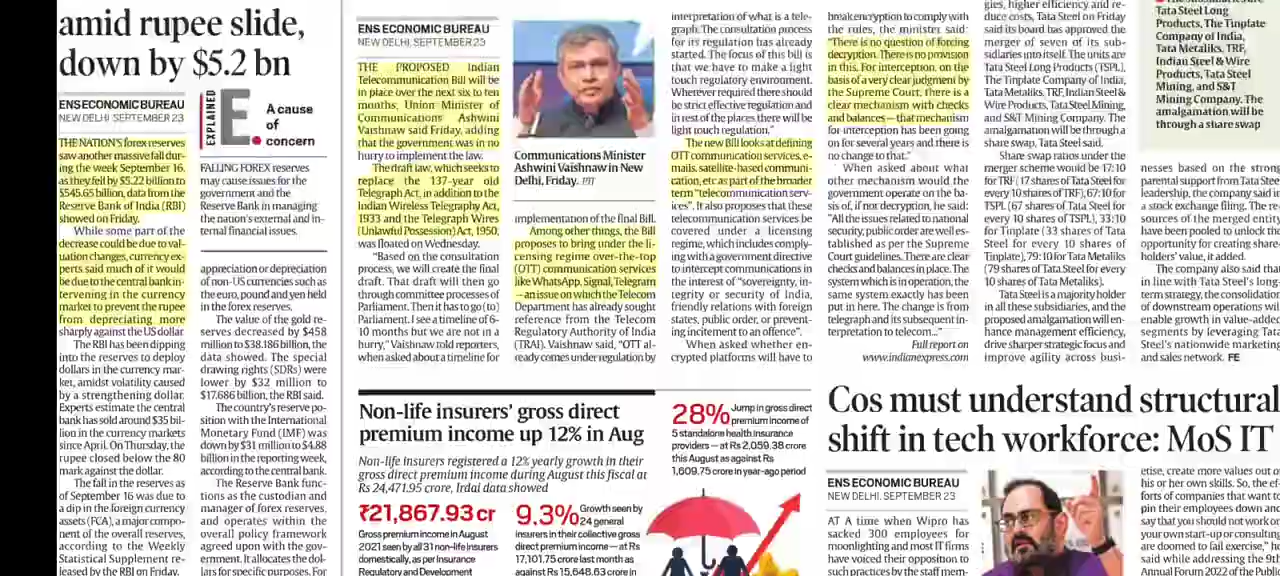 amid rupee slide,
down by $5.2 bn
ENS ECONOMIC BUREAU
NEW DELHI SEPTEMBER 23
THE NATION'S forex reserves
saw another massive fall dur-
ing the week September 16,
as they fell by $5.22 billion to
$545.65 billion, data from the
Reserve Bank of India (RBI)
showed on Friday.
While some part of the
decrease could be due to val-
uation changes, currency ex-
perts said much of it would
be due to the central bank in-
tervening in the currency
market to prevent the rupee
from depreciating more
sharply against the US dollar
The RBI has been dipping
into the reserves to deploy
dollars in the currency mar-
ket, amidst volatility caused
by a strengthening dollar.
Experts estimate the central
bank has sold around $35 bil-
lion in the currency markets
since April. On Thursday, the
rupee closed below the 80
mark against the dollar.
The fall in the reserves as
of September 16 was due to
a dip in the foreign currency
assets (FCA), a major compo-
nent of the overall reserves,
according to the Weekly
Statistical Supplement re-
leased by the RBI on Friday.
EXPLAINED
E.
A cause
of
concern
FALLING FOREX reserves
may cause issues for the
government and the
Reserve Bank in managing
the nation's external and in-
ternal financial issues.
appreciation or depreciation
of non-US currencies such as
the euro, pound and yen held
in the forex reserves.
The value of the gold re-
serves decreased by $458
million to $38.186 billion, the
data showed. The special
drawing rights (SDRs) were
lower by $32 million to
$17.686 billion, the RBI said.
The country's reserve po-
sition with the International
Monetary Fund (IMF) was
down by $31 million to $4.88
billion in the reporting week,
according to the central bank.
The Reserve Bank func-
tions as the custodian and
manager of forex reserves,
and operates within the
overall policy framework
agreed upon with the gov-
ernment. It allocates the dol-
lars for specific purposes. For
ENS ECONOMIC BUREAU
NEW DELHI, SEPTEMBER 23
THE PROPOSED Indian
Telecommunication Bill will be
in place over the next six to ten
months, Union Minister of
Communications Ashwini
Vaishnaw said Friday, adding
that the government was in no
hurry to implement the law.
The draft law, which seeks to
replace the 137-year old
Telegraph Act, in addition to the
Indian Wireless Telegraphy Act,
1933 and the Telegraph Wires
(Unlawful Possession) Act, 1950,
was floated on Wednesday.
"Based on the consultation
process, we will create the final
draft. That draft will then go
through committee processes of
Parliament. Then it has to go (to)
Parliament. I see a timeline of 6-
10 months but we are not in a
hurry," Vaishnaw told reporters,
when asked about a timeline for
Communications Minister
Ashwini Vaishnaw in New
Delhi, Friday. PTI
implementation of the final Bill.
Among other things, the Bill
proposes to bring under the li-
censing regime over-the-top
(OTT) communication services
like WhatsApp, Signal, Telegram
— an issue on which the Telecom
Department has already sought
reference from the Telecom
Regulatory Authority of India
(TRAI). Vaishnaw said, "OTT al-
ready comes under regulation by
interpretation of what is a tele-
graph. The consultation process
for its regulation has already
started. The focus of this bill is
that we have to make a light
touch regulatory environment.
Wherever required there should
be strict effective regulation and
in rest of the places there will be
light touch regulation."
The new Bill looks at defining
OTT communication services, e-
mails, satellite-based communi-
cation, etc as part of the broader
term "telecommunication serv-
ices". It also proposes that these
telecommunication services be
covered under a licensing
regime, which includes comply-
ing with a government directive
to intercept communications in
the interest of "sovereignty, in-
tegrity or security of India,
friendly relations with foreign
states, public order, or prevent-
ing incitement to an offence".
When asked whether en-
crypted platforms will have to
break encryption to comply with
the rules, the minister said:
"There is no question of forcing
decryption. There is no provision
in this. For interception, on the
basis of a very clear judgment by
the Supreme Court, there is a
clear mechanism with checks
and balances — that mechanism
for interception has been going
on for several years and there is
no change to that."
When asked about what
other mechanism would the
government operate on the ba-
sis of, if not decryption, he said:
"All the issues related to national
security, public order are well es-
tablished as per the Supreme
Court guidelines. There are clear
checks and balances in place. The
system which is in operation, the
same system exactly has been
put in here. The change is from
telegraph and its subsequent in-
terpretation to telecom..."
Full report on
www.indianexpress.com
gies, higher efficiency and re-
duce costs, Tata Steel on Friday
said its board has approved the
merger of seven of its sub-
sidiaries into itself. The units are
Tata Steel Long Products (TSPL),
The Tinplate Company of India,
Tata Metaliks, TRF, Indian Steel &
Wire Products, Tata Steel Mining,
and S&T Mining Company. The
amalgamation will be through a
share swap, Tata Steel said.
Share swap ratios under the
merger scheme would be 17:10
for TRF (17 shares of Tata Steel for
every 10 shares of TRF), 67:10 for
TSPL (67 shares of Tata Steel for
every 10 shares of TSPL), 33:10
for Tinplate (33 shares of Tata
Steel for every 10 shares of
Tinplate), 79:10 for Tata Metaliks
(79 shares of Tata Steel for every
10 shares of Tata Metaliks).
Tata Steel is a majority holder
in all these subsidiaries, and the
proposed amalgamation will en-
hance management efficiency,
drive sharper strategic focus and
improve agility across busi-
Tata Steel Long
Products, The Tinplate
Company of India,
Tata Metaliks, TRF,
Indian Steel & Wire
Products, Tata Steel
Mining, and S&T
Mining Company. The
amalgamation will be
through a share swap
nesses based on the strong
parental support from Tata Stee
leadership, the company said in
a stock exchange filing. The re-
sources of the merged entity
have been pooled to unlock the
opportunity for creating share-
holders' value, it added.
The company also said that
in line with Tata Steel's long-
term strategy, the consolidation
of downstream operations will
enable growth in value-added
segments by leveraging Tata
Steel's nationwide marketing
and sales network. FE
Non-life insurers' gross direct
premium income up 12% in Aug
Non-life insurers registered a 12% yearly growth in their
gross direct premium income during August this fiscal at
Rs 24,471.95 crore, Irdai data showed
₹21,867.93 cr
Gross premium income in August
2021 seen by all 31 non-life insurers
domestically, as per Insurance
Regulatory and Development
9.3% Growth seen by
24 general
insurers in their collective gross
direct premium income — at Rs
17,101.75 crore last month as
against Rs 15,648.63 crore in
28% Jump in gross direct
premium income of
5 standalone health insurance
providers — at Rs 2,059.38 crore
this August as against Rs
1,609.75 crore in year-ago period
Cos must understand structural
shift in tech workforce: MoS IT
ENS ECONOMIC BUREAU
NEW DELHI, SEPTEMBER 23
AT A time when Wipro has
sacked 300 employees for
moonlighting and most IT firms
have voiced their opposition to
such practices by the staff mem-
etise, create more values out o
his or her own skills. So, the ef-
forts of companies that want to
pin their employees down and
say that you should not work o
your own start-up or consulting
are doomed to fail exercise," he
said while addressing the 9th
Annual Forum 2022 of the Public